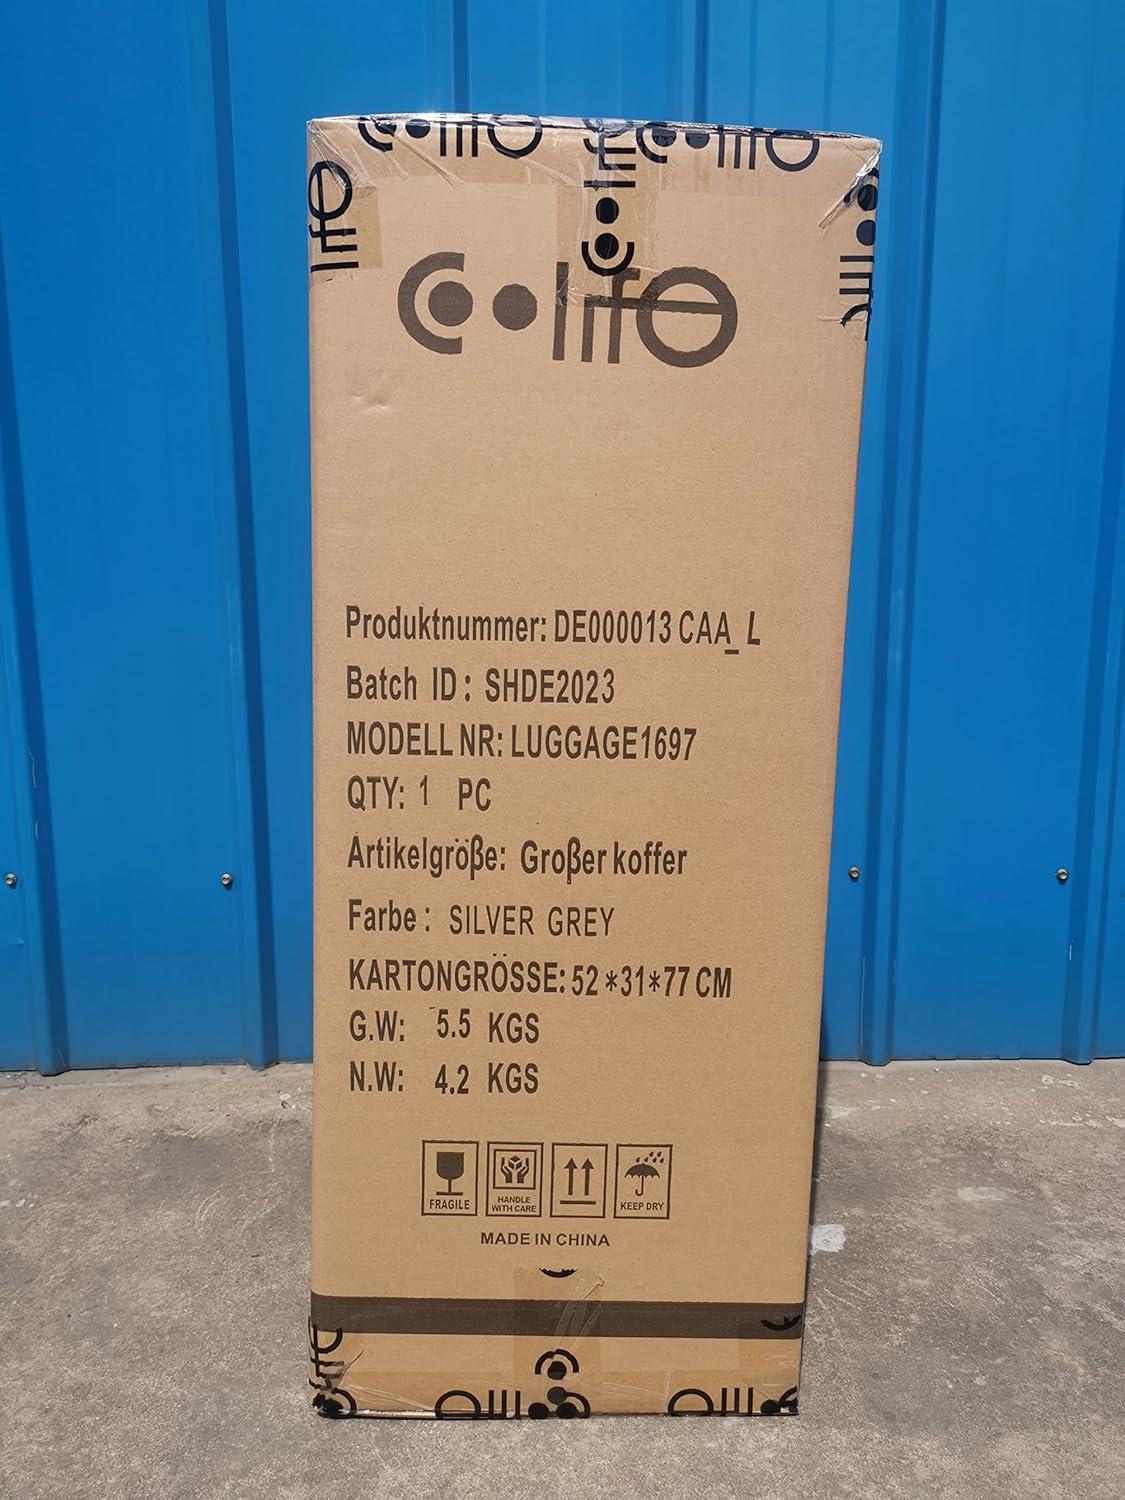 Coolife
Produktnummer: DE000013 CAA_L
Batch ID: SHDE2023
MODELL NR: LUGGAGE1697
QTY: 1 PC
Artikelgröße: Großer koffer
Farbe: SILVER GREY
KARTONGRÖSSE: 52*31*77 CM
G.W: 5.5 KGS
N.W: 4.2 KGS
FRAGILE
HANDLE
WITH CARE
KEEP DRY
MADE IN CHINA